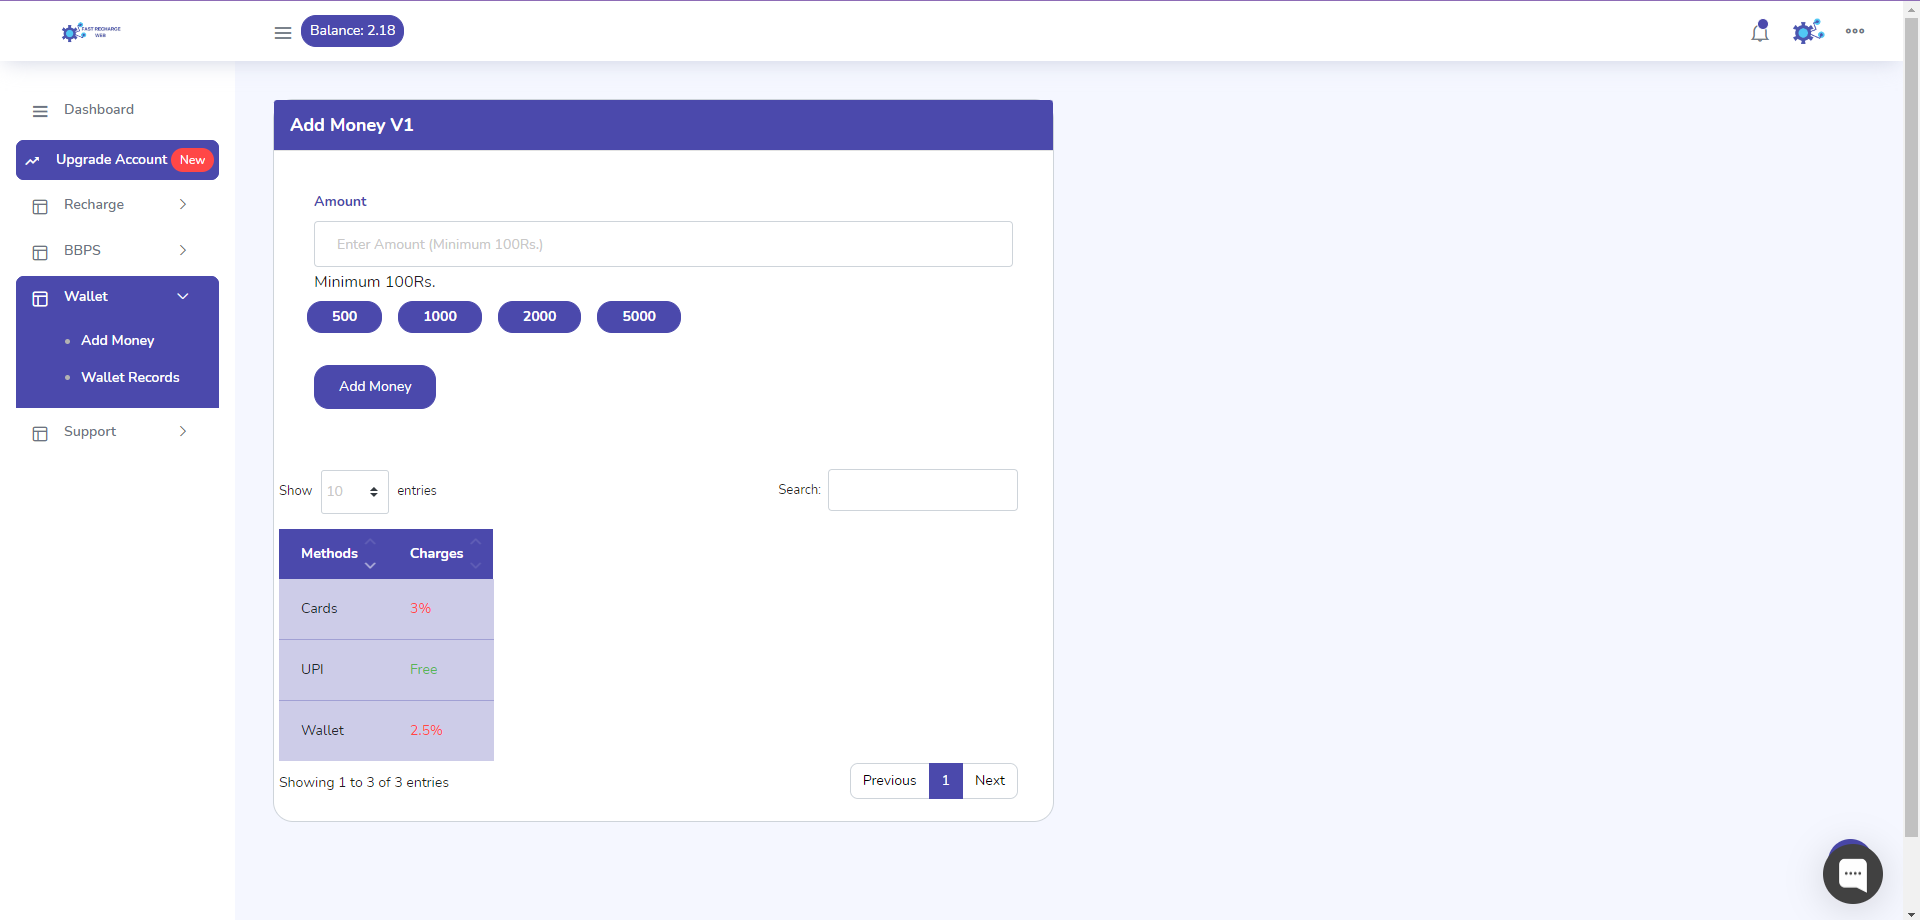 FAST RECHARGE
WEB
Balance: 2.18
Dashboard
Upgrade Account New
Recharge
BBPS
Wallet
Add Money
Wallet Records
Support
Add Money V1
Amount
Enter Amount (Minimum 100Rs.)
Minimum 100Rs.
500 1000 2000 5000
Add Money
Show 10 entries Search:
Methods Charges
Cards 3%
UPI Free
Wallet 2.5%
Showing 1 to 3 of 3 entries
Previous 1 Next